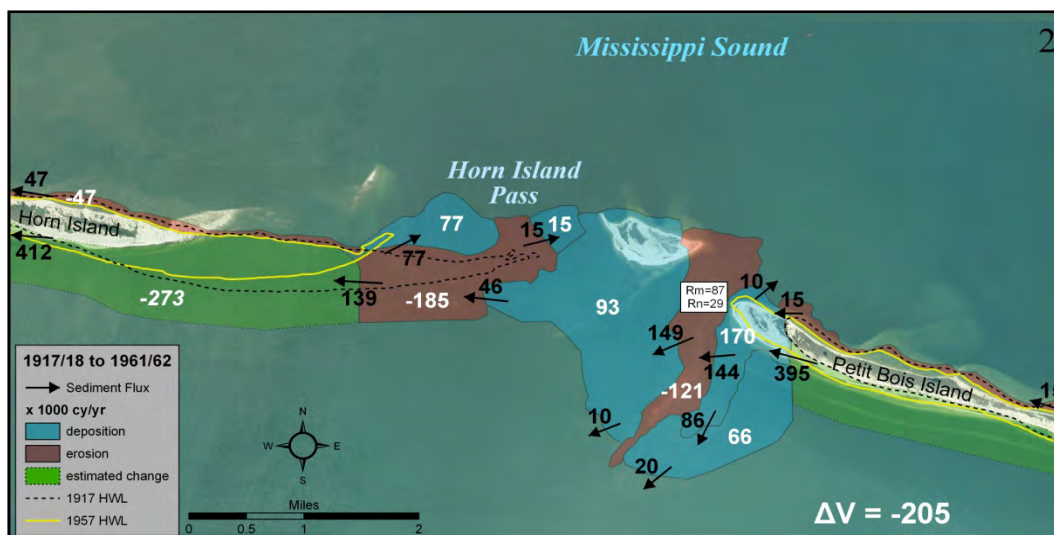 Mississippi Sound
2
Horn Island
Pass
47
-47
Horn Island
412
-273
77
77
15
15
139
-185
46
93
Rm=87
Rn=29
10
15
170
149
144
395
Petit Bois Island
15
-121
86
66
10
20
1917/18 to 1961/62
Sediment Flux
x 1000 cy/yr
deposition
erosion
estimated change
1917 HWL
1957 HWL
N
W
E
S
Miles
0 0.5 1 2
ΔV = -205